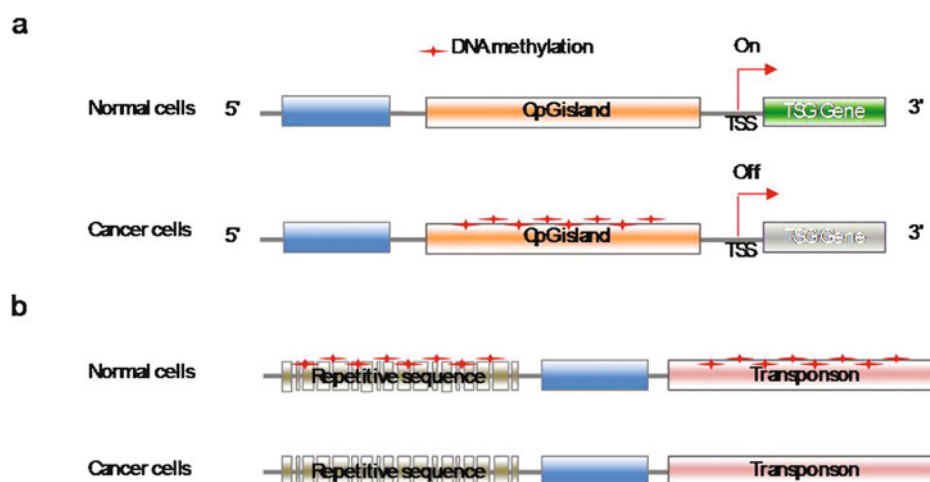 a
DNA methylation
On
Normal cells 5' CpG island TSS TSG Gene 3'
Off
Cancer cells 5' CpG island TSS TSG Gene 3'
b
Normal cells Repetitive sequence Transponson
Cancer cells Repetitive sequence Transponson